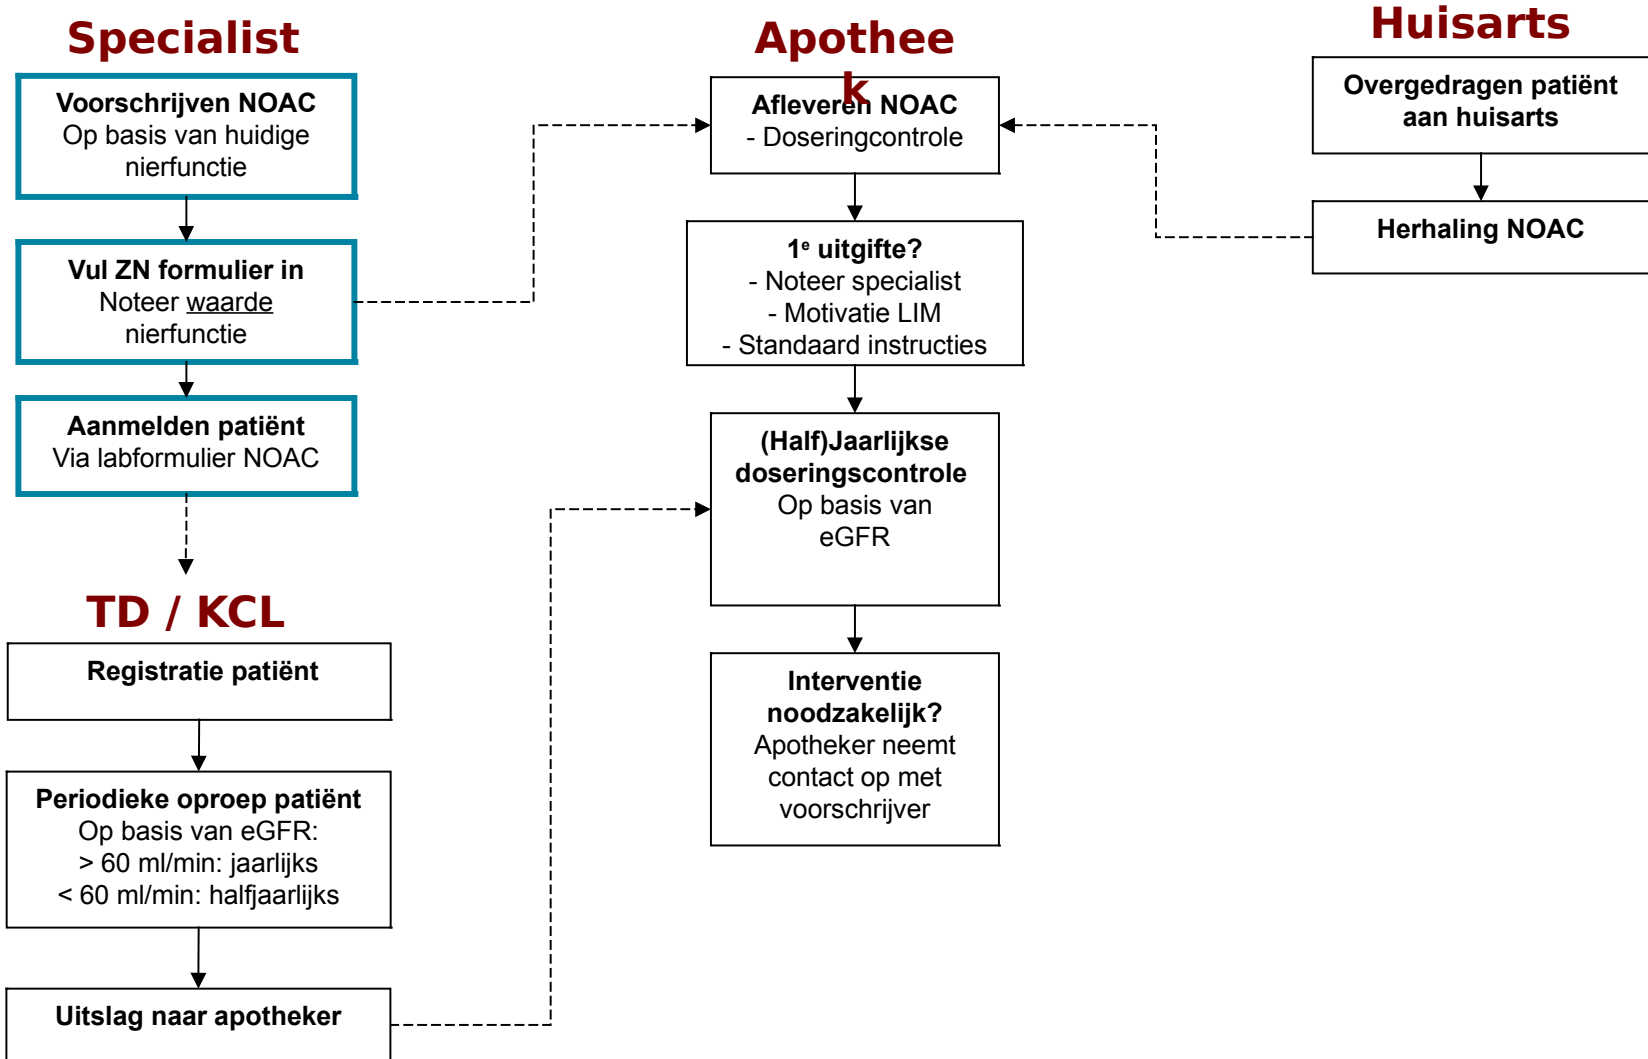 Specialist
Voorschrijven NOAC
Op basis van huidige
nierfunctie
Vul ZN formulier in
Noteer waarde
nierfunctie
Aanmelden patiënt
Via labformulier NOAC
TD / KCL
Registratie patiënt
Periodieke oproep patiënt
Op basis van eGFR:
> 60 ml/min: jaarlijks
< 60 ml/min: halfjaarlijks
Uitslag naar apotheker
Apothee
k
Afleveren NOAC
- Doseringcontrole
1e uitgifte?
- Noteer specialist
- Motivatie LIM
- Standaard instructies
(Half)Jaarlijkse
doseringscontrole
Op basis van
eGFR
Interventie
noodzakelijk?
Apotheker neemt
contact op met
voorschrijver
Huisarts
Overgedragen patiënt
aan huisarts
Herhaling NOAC